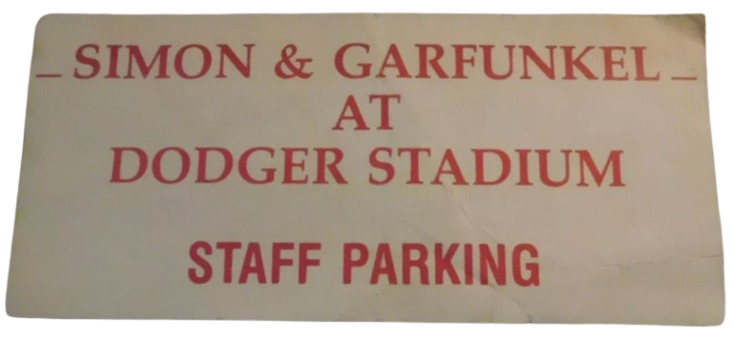 SIMON & GARFUNKEL
AT
DODGER STADIUM
STAFF PARKING